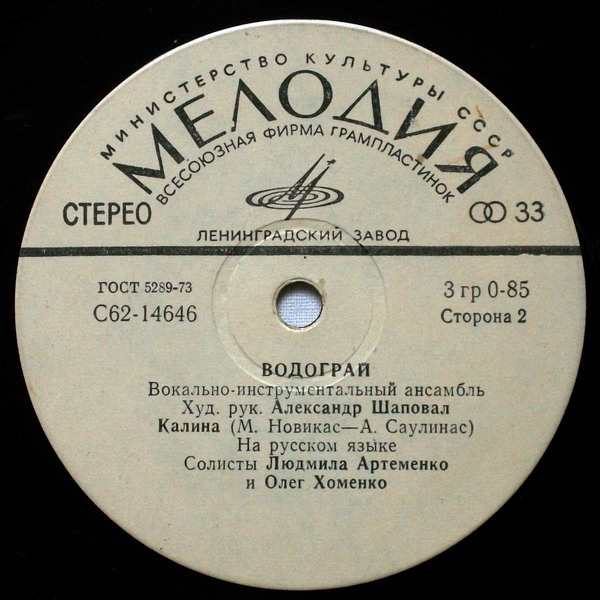 МИНИСТЕРСТВО КУЛЬТУРЫ СССР
МЕЛОДИЯ
ВСЕСОЮЗНАЯ ФИРМА ГРАМПЛАСТИНОК
СТЕРЕО
33
ЛЕНИНГРАДСКИЙ ЗАВОД
ГОСТ 5289-73
3 гр 0-85
С62-14646
Сторона 2
ВОДОГРАЙ
Вокально-инструментальный ансамбль
Худ. рук. Александр Шаповал
Калина (М. Новикас—А. Саулинас)
На русском языке
Солисты Людмила Артеменко
и Олег Хоменко